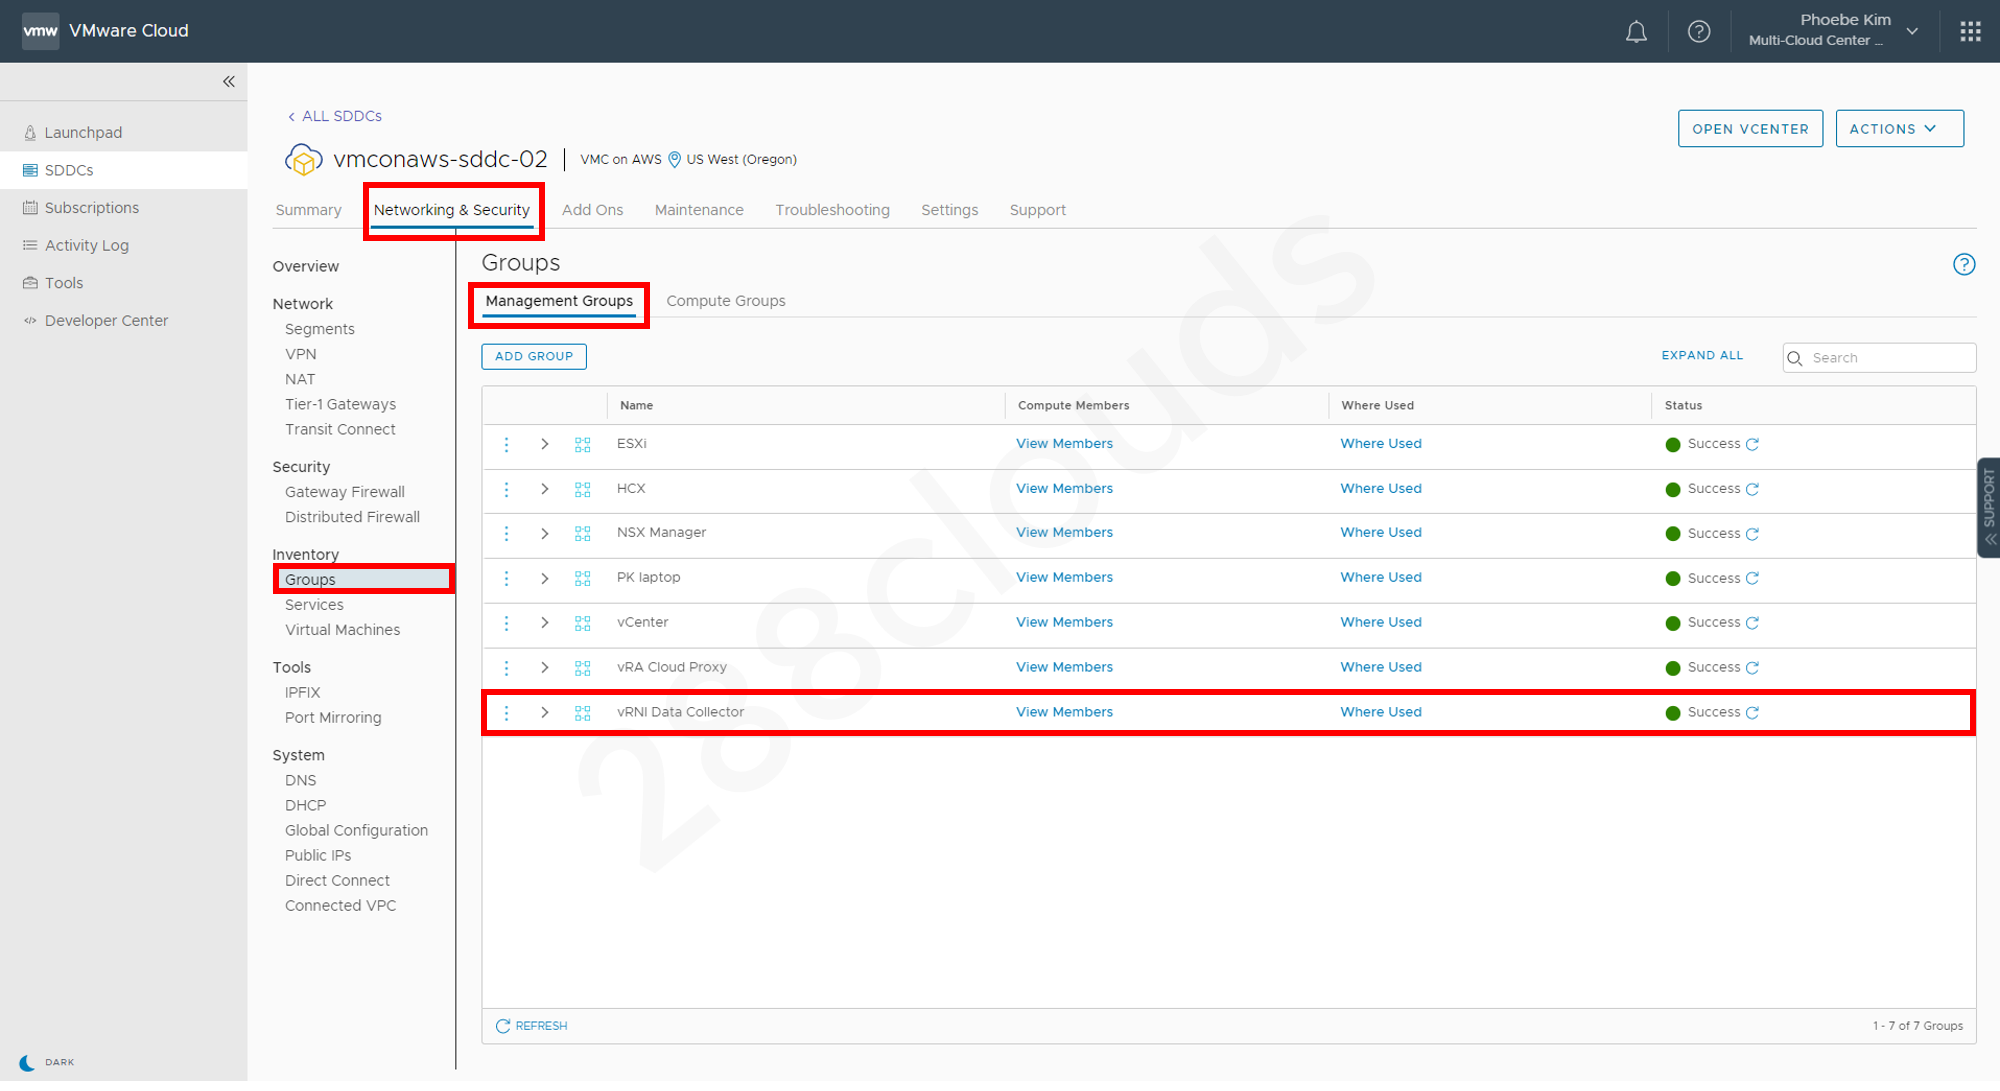 vmw VMware Cloud
Phoebe Kim
Multi-Cloud Center ...
Launchpad
SDDCs
Subscriptions
Activity Log
Tools
Developer Center
DARK
ALL SDDCs
OPEN VCENTER
ACTIONS
vmconaws-sddc-02 VMC on AWS US West (Oregon)
Summary Networking & Security Add Ons Maintenance Troubleshooting Settings Support
Overview
Network
Segments
VPN
NAT
Tier-1 Gateways
Transit Connect
Security
Gateway Firewall
Distributed Firewall
Inventory
Groups
Services
Virtual Machines
Tools
IPFIX
Port Mirroring
System
DNS
DHCP
Global Configuration
Public IPs
Direct Connect
Connected VPC
Groups
Management Groups Compute Groups
ADD GROUP EXPAND ALL Search
Name Compute Members Where Used Status
ESXi View Members Where Used Success
HCX View Members Where Used Success
NSX Manager View Members Where Used Success
PK laptop View Members Where Used Success
vCenter View Members Where Used Success
vRA Cloud Proxy View Members Where Used Success
vRNI Data Collector View Members Where Used Success
REFRESH 1 - 7 of 7 Groups
SUPPORT
288clouds